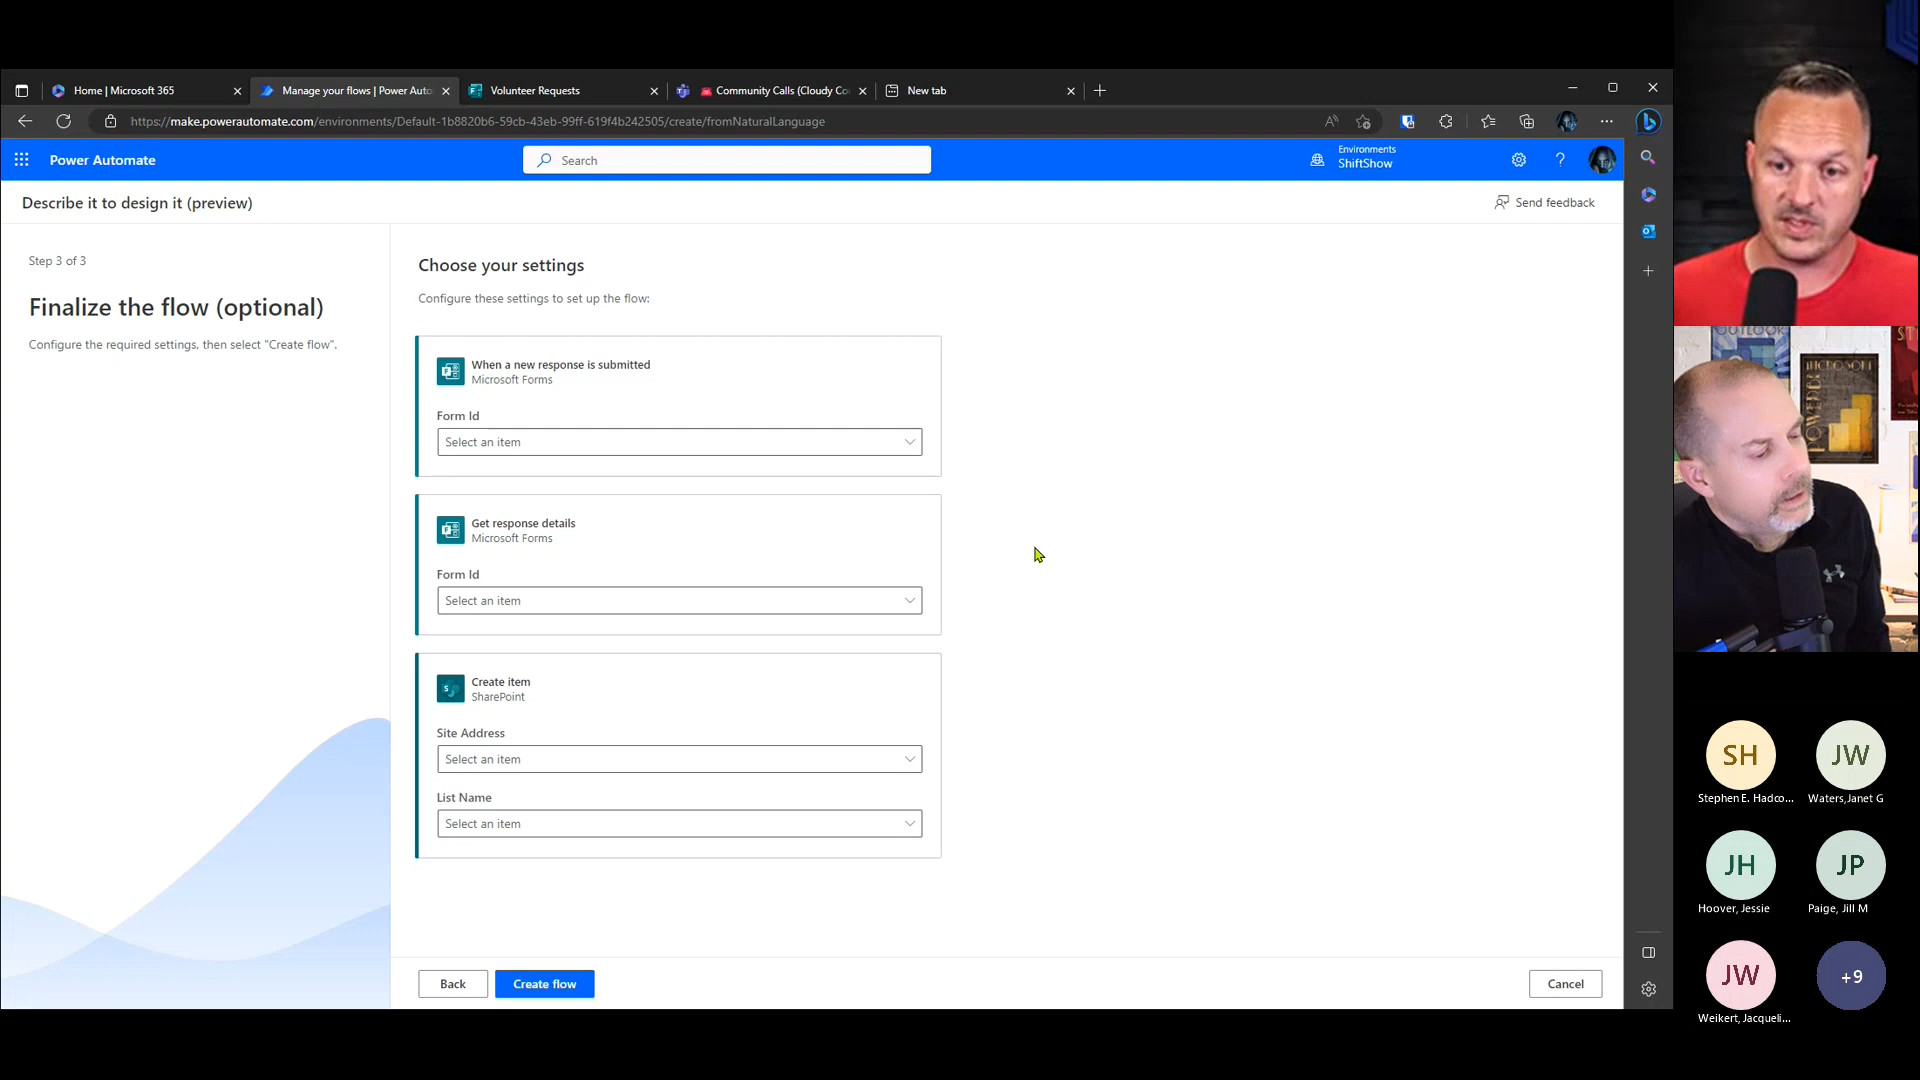 Home | Microsoft 365
Manage your flows | Power Auto
Volunteer Requests
Community Calls (Cloudy Co
New tab
https://make.powerautomate.com/environments/Default-1b8820b6-59cb-43eb-99ff-619f4b242505/create/fromNaturalLanguage
Power Automate
Search
Environments
ShiftShow
Describe it to design it (preview)
Send feedback
Step 3 of 3
Finalize the flow (optional)
Configure the required settings, then select "Create flow".
Choose your settings
Configure these settings to set up the flow:
When a new response is submitted
Microsoft Forms
Form Id
Select an item
Get response details
Microsoft Forms
Form Id
Select an item
Create item
SharePoint
Site Address
Select an item
List Name
Select an item
Back
Create flow
Cancel
OUTLOOK
MICROSOFT
POWER BI
ST
SH
Stephen E. Hadco...
JW
Waters,Janet G
JH
Hoover, Jessie
JP
Paige, Jill M
JW
Weikert, Jacqueli...
+9